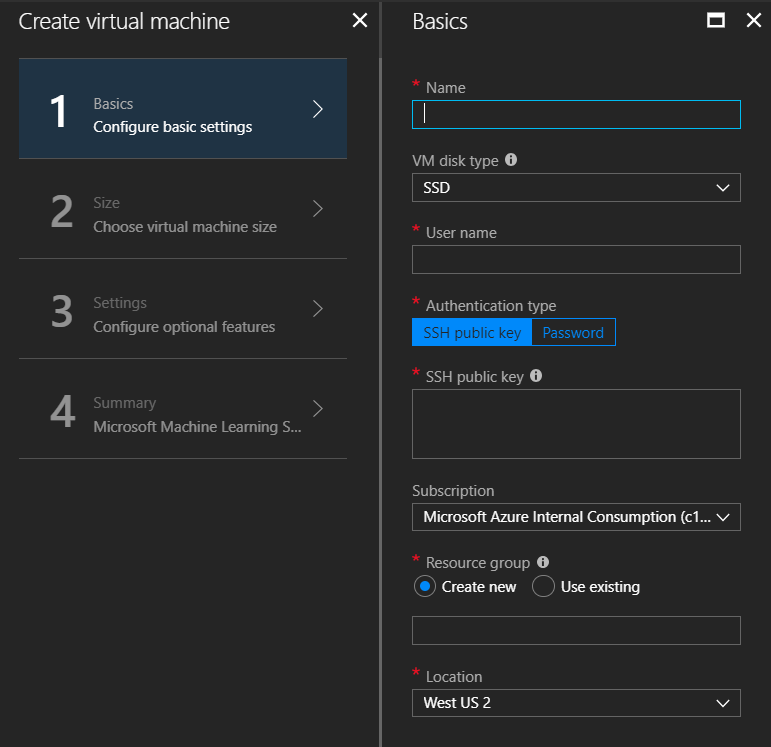 Create virtual machine
1
Basics
Configure basic settings
2
Size
Choose virtual machine size
3
Settings
Configure optional features
4
Summary
Microsoft Machine Learning S...
Basics
* Name
VM disk type
SSD
* User name
* Authentication type
SSH public key Password
* SSH public key
Subscription
Microsoft Azure Internal Consumption (c1...
* Resource group
Create new Use existing
* Location
West US 2